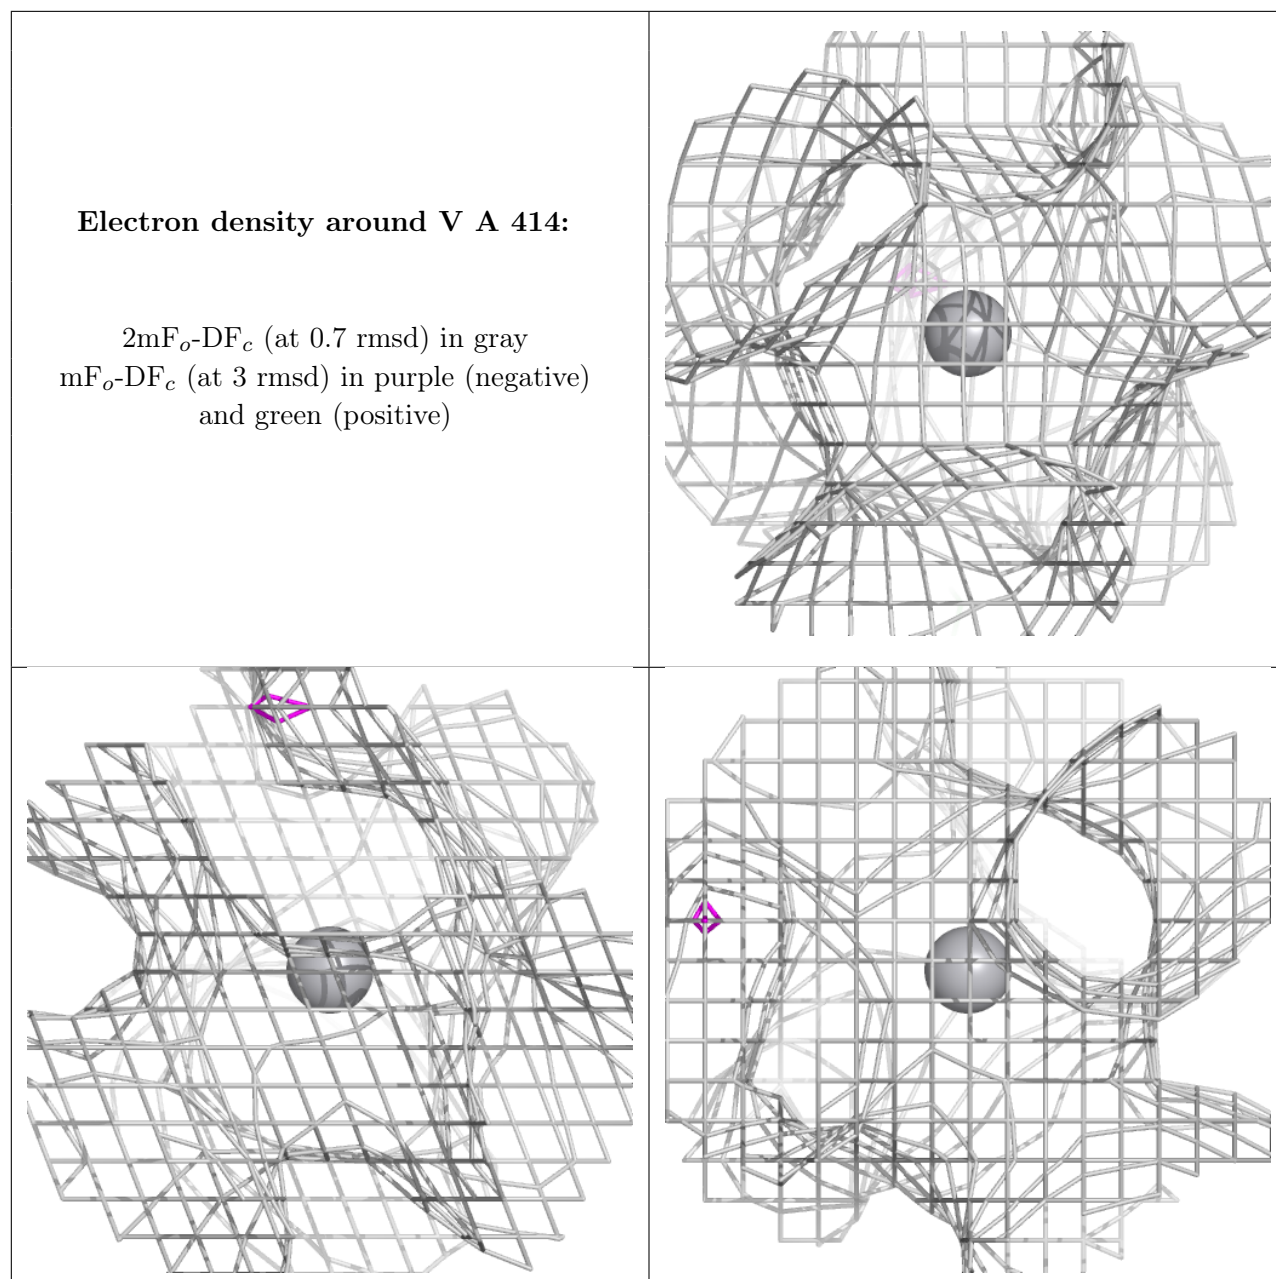 Electron density around V A 414:
2mFo-DFc (at 0.7 rmsd) in gray
mFo-DFc (at 3 rmsd) in purple (negative)
and green (positive)